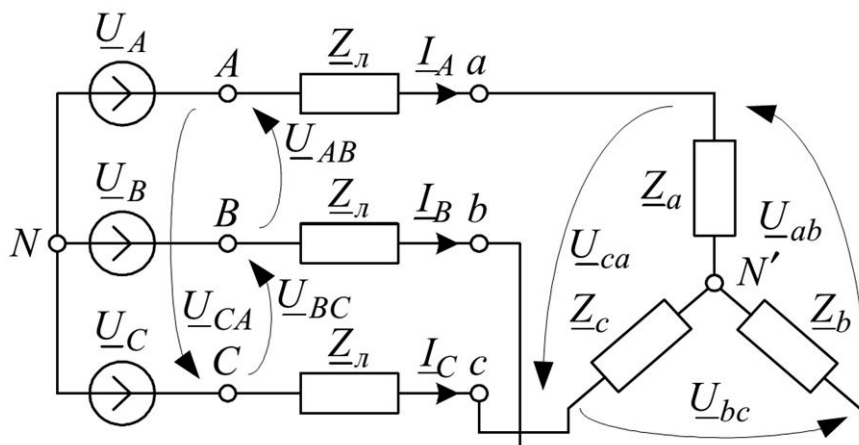 U_A
A
Z_л
I_A a
U_AB
U_B
B
Z_л
I_B b
Z_a
N
U_ca
U_ab
N′
U_CA
U_BC
U_C
C
Z_л
I_C c
Z_c
Z_b
U_bc